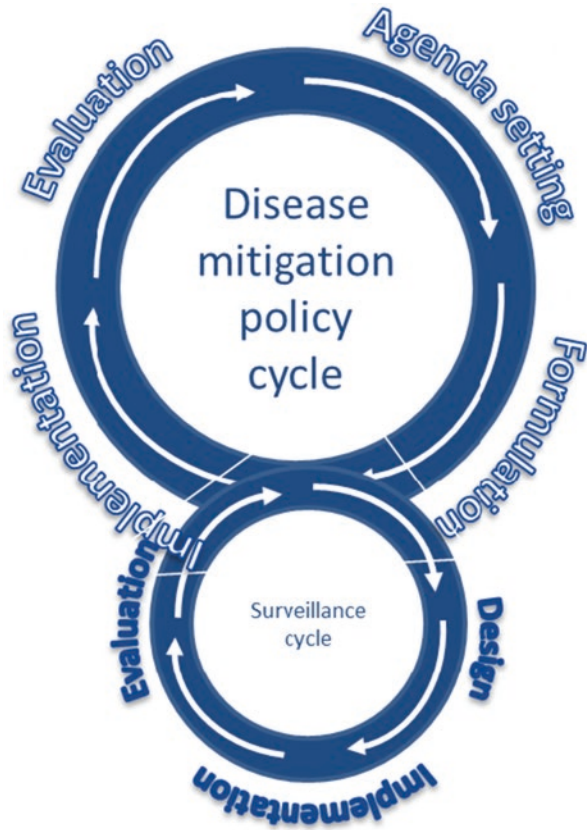 Evaluation
Agenda setting
Disease
mitigation
policy
cycle
Implementation
Formulation
Evaluation
Surveillance
cycle
Design
Implementation